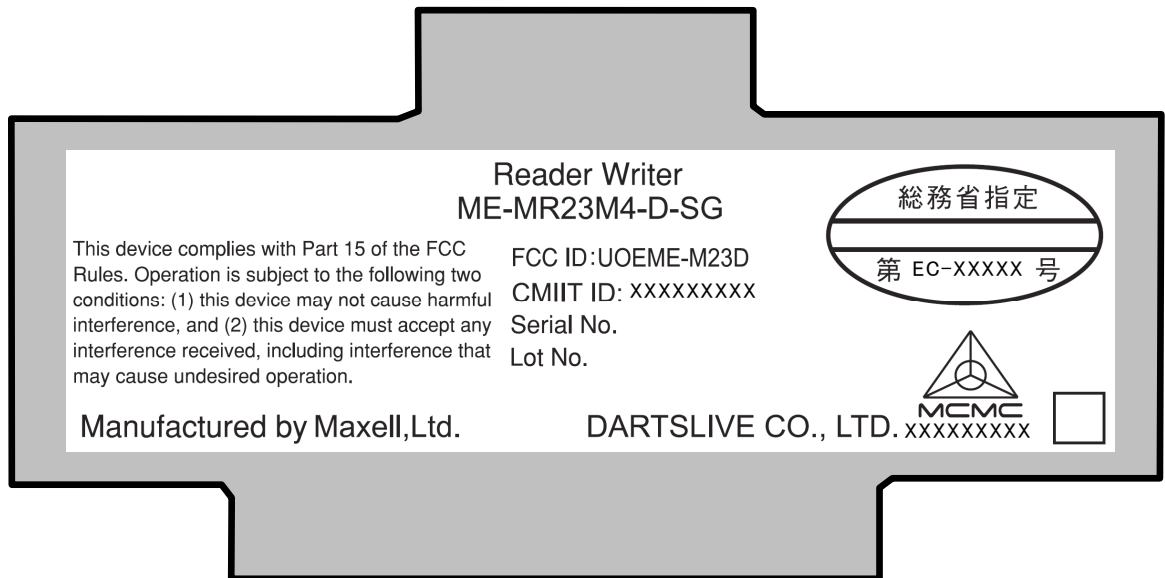 Reader Writer
ME-MR23M4-D-SG
総務省指定
第 EC-XXXXX 号
This device complies with Part 15 of the FCC
Rules. Operation is subject to the following two
conditions: (1) this device may not cause harmful
interference, and (2) this device must accept any
interference received, including interference that
may cause undesired operation.
FCC ID:UOEME-M23D
CMIIT ID: XXXXXXXXX
Serial No.
Lot No.
Manufactured by Maxell,Ltd.
DARTSLIVE CO., LTD.
MCMC
XXXXXXXXX